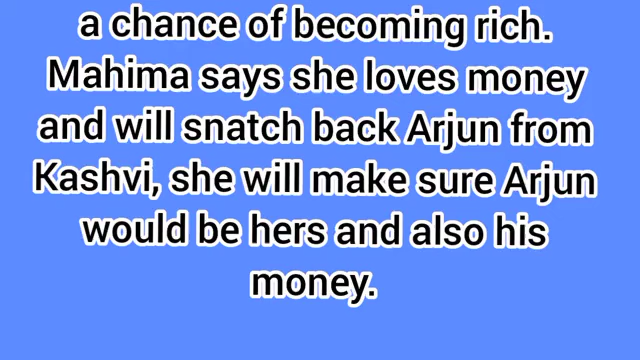 a chance of becoming rich.
Mahima says she loves money
and will snatch back Arjun from
Kashvi, she will make sure Arjun
would be hers and also his
money.